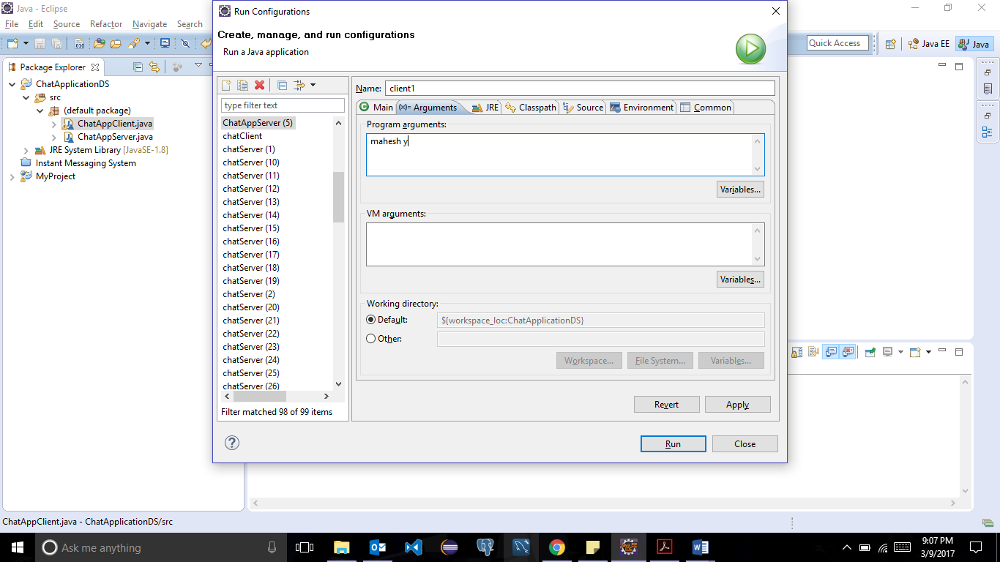 Java - Eclipse
File Edit Source Refactor Navigate Search
Quick Access
Java EE
Java
Package Explorer
ChatApplicationDS
src
(default package)
ChatAppClient.java
ChatAppServer.java
JRE System Library [JavaSE-1.8]
Instant Messaging System
MyProject
Run Configurations
Create, manage, and run configurations
Run a Java application
type filter text
ChatAppServer (5)
chatClient
chatServer (1)
chatServer (10)
chatServer (11)
chatServer (12)
chatServer (13)
chatServer (14)
chatServer (15)
chatServer (16)
chatServer (17)
chatServer (18)
chatServer (19)
chatServer (2)
chatServer (20)
chatServer (21)
chatServer (22)
chatServer (23)
chatServer (24)
chatServer (25)
chatServer (26)
Filter matched 98 of 99 items
Name: client1
Main (x)= Arguments JRE Classpath Source Environment Common
Program arguments:
mahesh y
Variables...
VM arguments:
Variables...
Working directory:
Default: ${workspace_loc:ChatApplicationDS}
Other:
Workspace... File System... Variables...
Revert Apply
? Run Close
ChatAppClient.java - ChatApplicationDS/src
Ask me anything
9:07 PM
3/9/2017